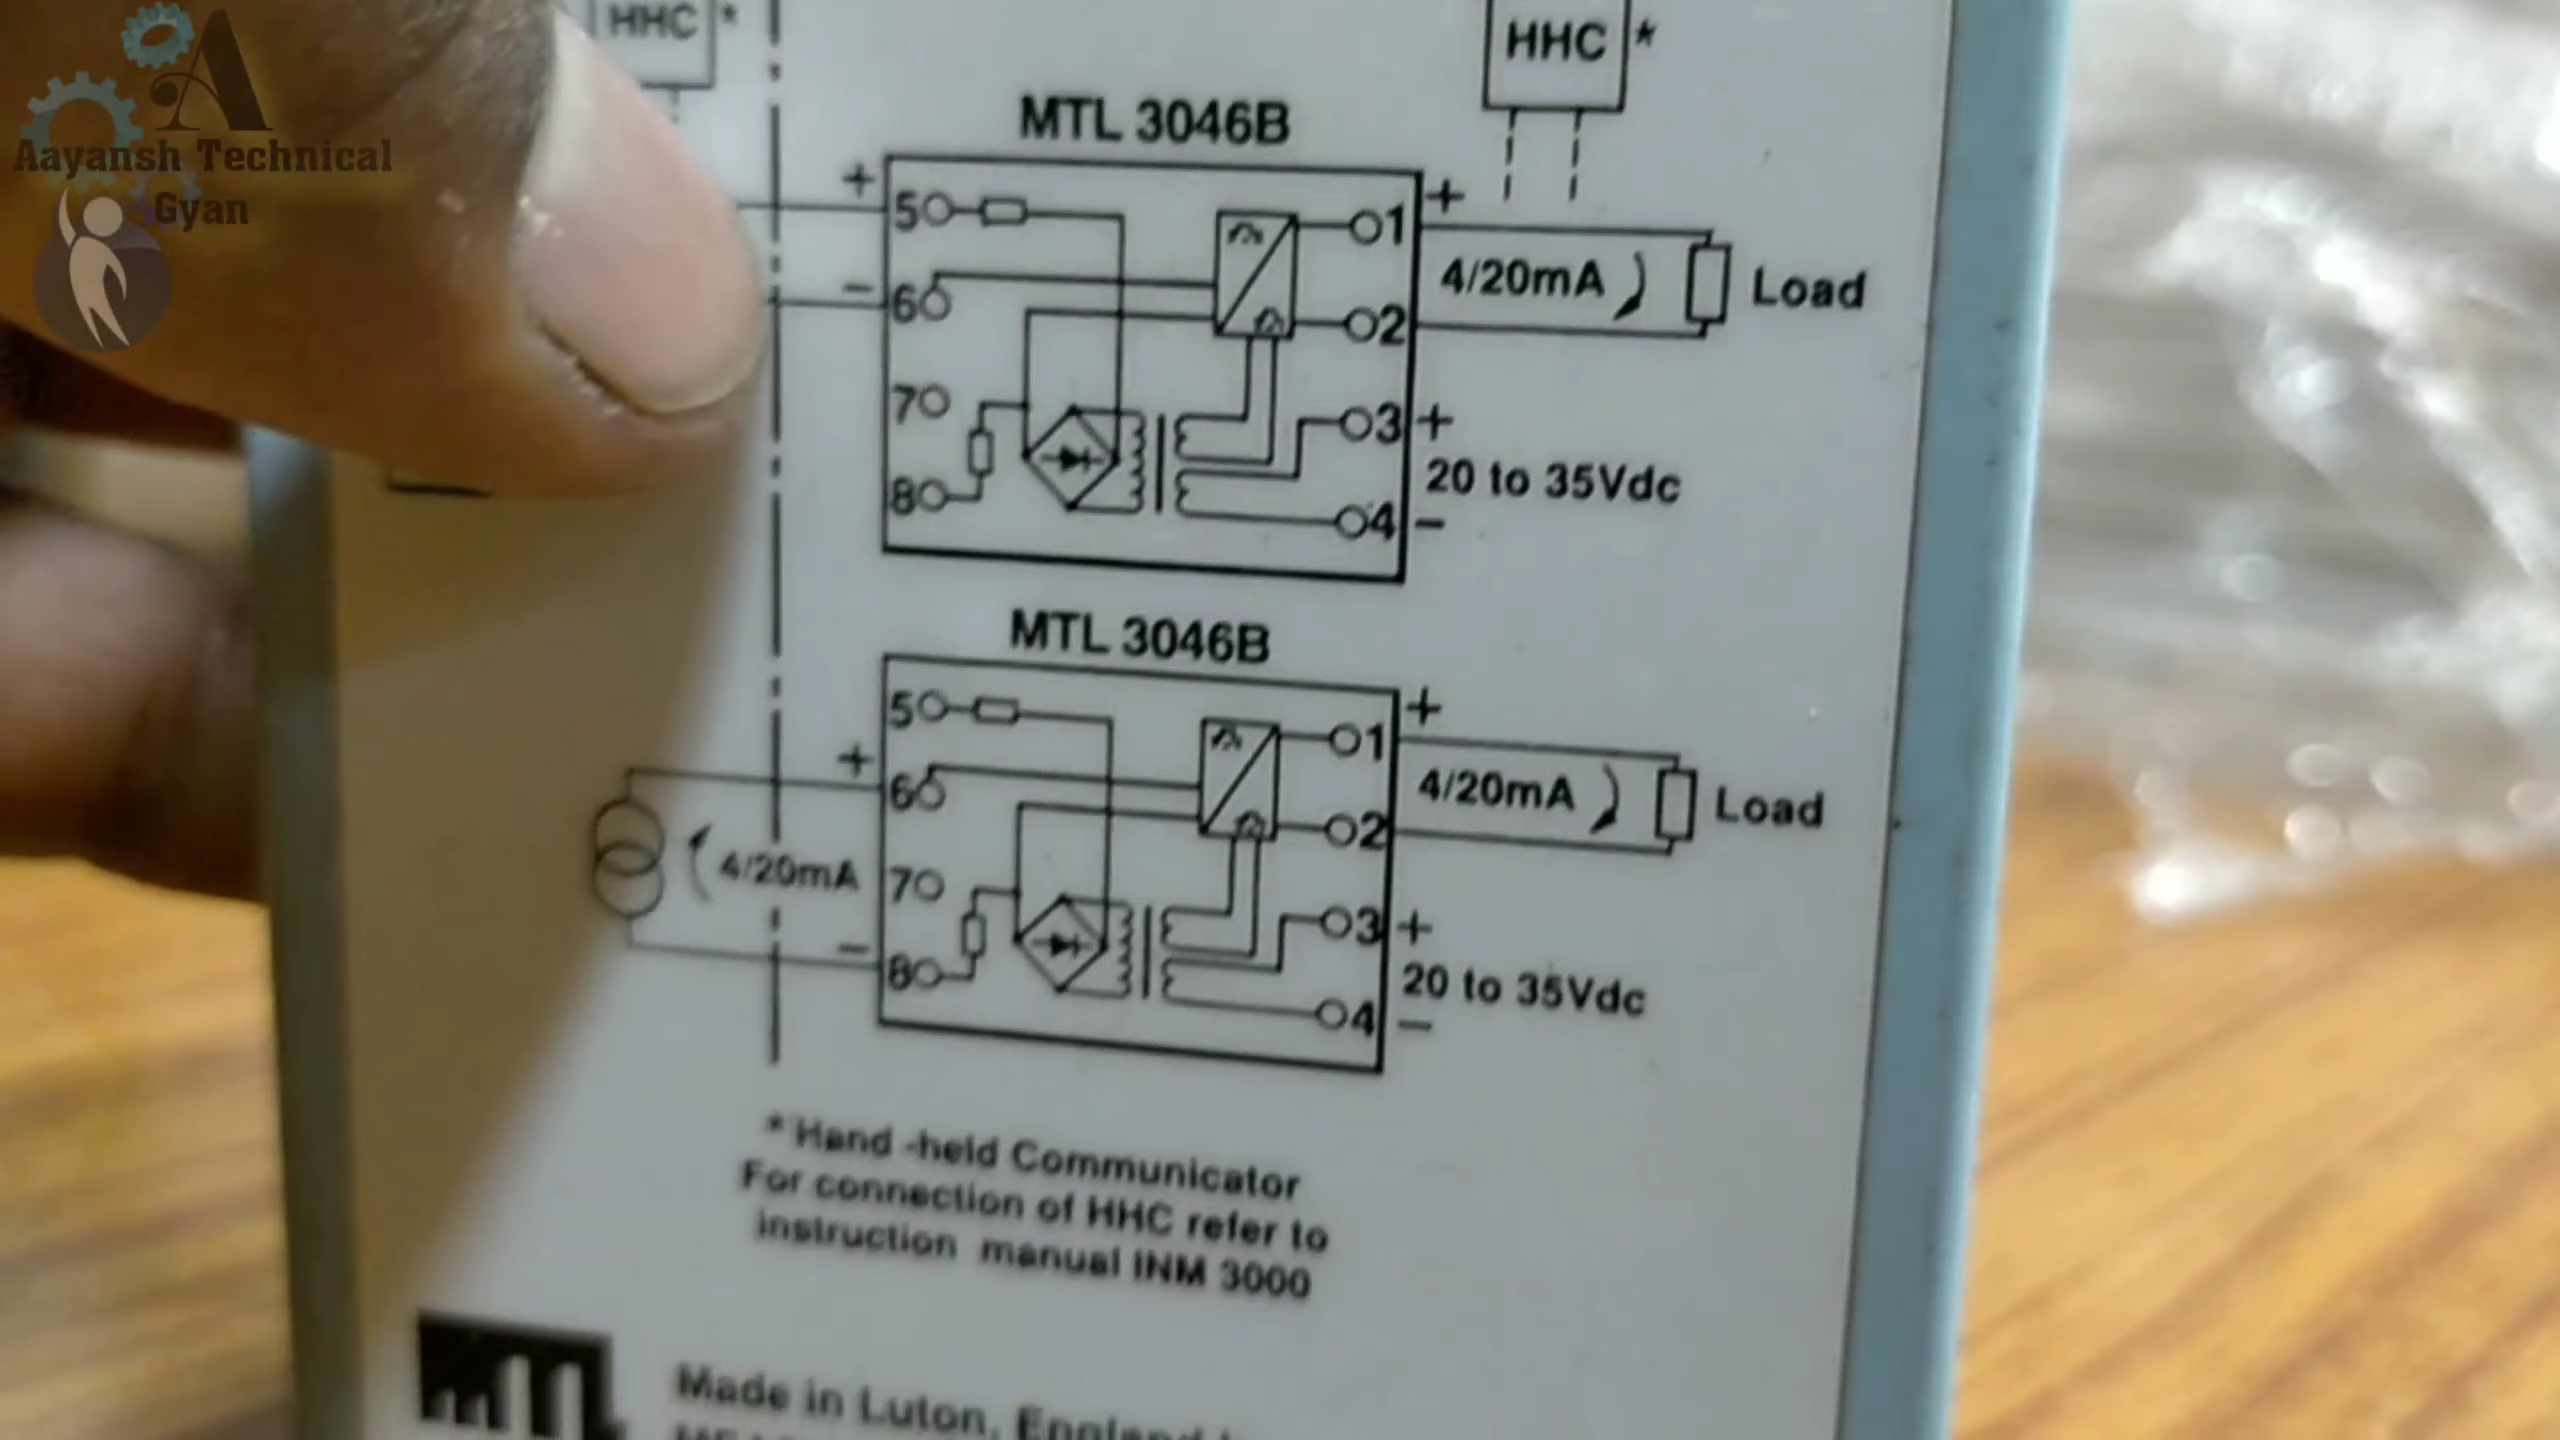 Aayansh Technical
Gyan
HHC *
HHC *
MTL 3046B
+ 5 1 +
4/20mA Load
- 6 2
7 3 +
20 to 35Vdc
8 4 -
MTL 3046B
5 1 +
4/20mA Load
+ 6 2
4/20mA 7 3 +
20 to 35Vdc
- 8 4 -
* Hand -held Communicator
For connection of HHC refer to
instruction manual INM 3000
Made in Luton, England